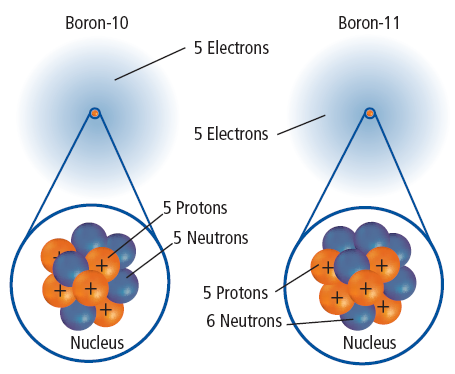 Boron-10
Boron-11
5 Electrons
5 Electrons
5 Protons
5 Neutrons
5 Protons
6 Neutrons
Nucleus
Nucleus
+
+
+
+
+
+
+
+
+
+